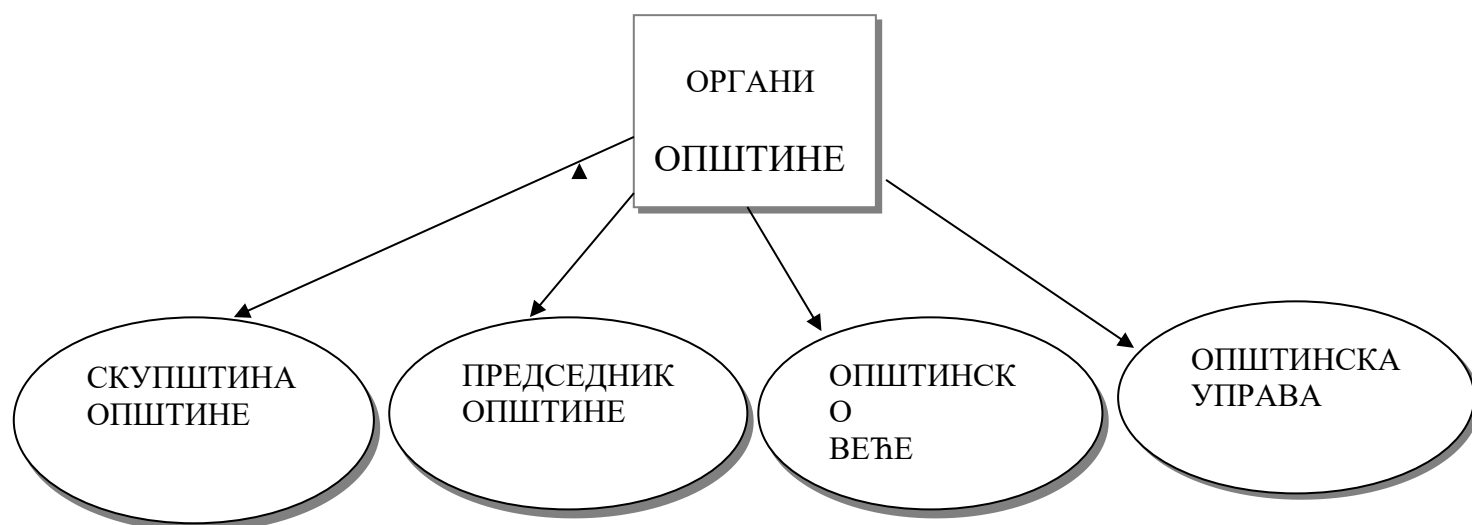 ОРГАНИ
ОПШТИНЕ
СКУПШТИНА
ОПШТИНЕ
ПРЕДСЕДНИК
ОПШТИНЕ
ОПШТИНСК
О
ВЕЋЕ
ОПШТИНСКА
УПРАВА